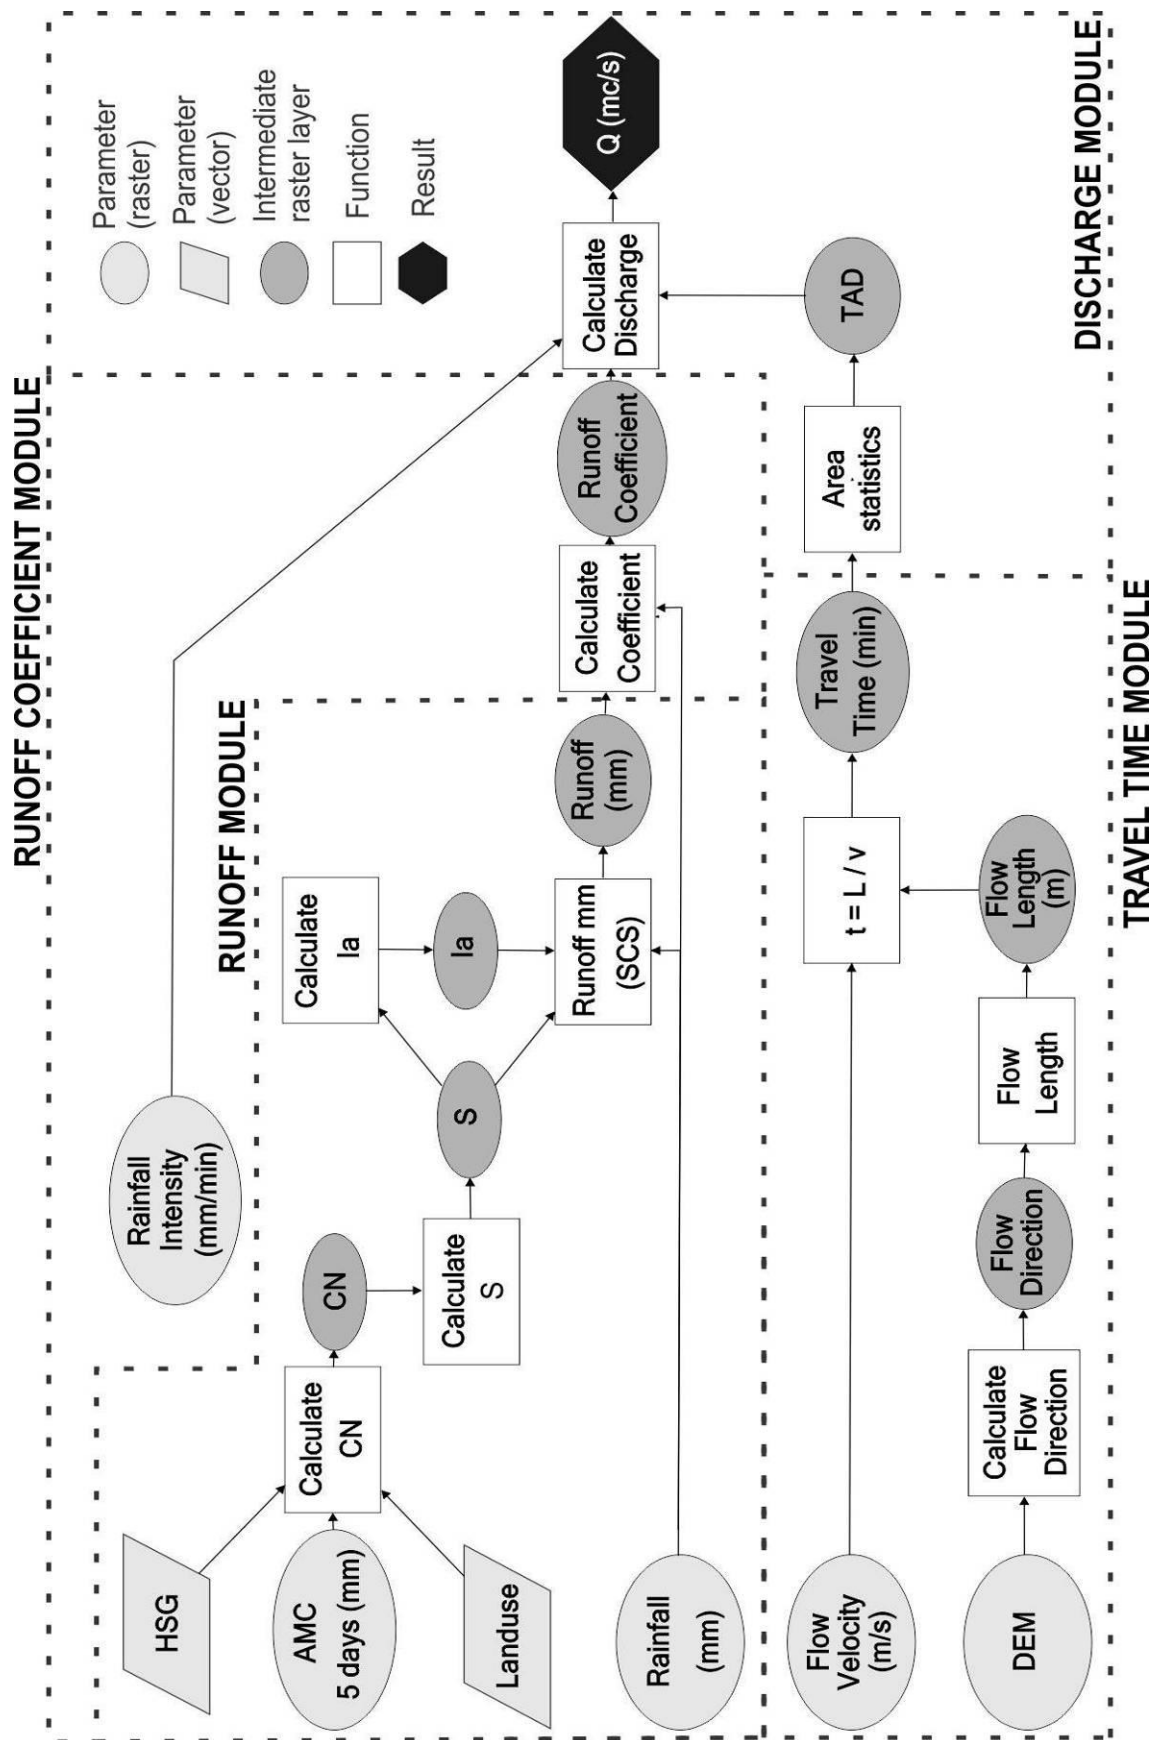 RUNOFF COEFFICIENT MODULE
RUNOFF MODULE
HSG
AMC
5 days (mm)
Landuse
Rainfall
(mm)
Calculate
CN
CN
Calculate
S
S
Calculate
Ia
Ia
Runoff mm
(SCS)
Runoff
(mm)
Rainfall
Intensity
(mm/min)
Calculate
Coefficient
Runoff
Coefficient
Parameter
(raster)
Parameter
(vector)
Intermediate
raster layer
Function
Result
Calculate
Discharge
Q (mc/s)
Flow
Velocity
(m/s)
DEM
Calculate
Flow
Direction
Flow
Direction
Flow
Length
Flow
Length
(m)
t = L / v
Travel
Time (min)
Area
statistics
TAD
TRAVEL TIME MODULE
DISCHARGE MODULE